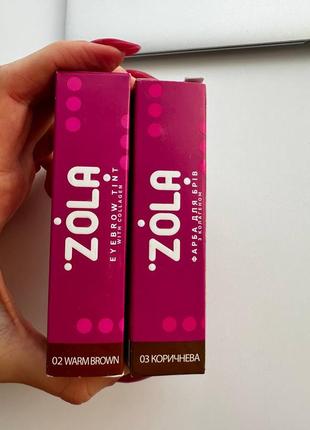 ZOLA
EYEBROW TINT
WITH COLLAGEN
02 WARM BROWN
ZOLA
ФАРБА ДЛЯ БРІВ
З КОЛАГЕНОМ
03 КОРИЧНЕВА